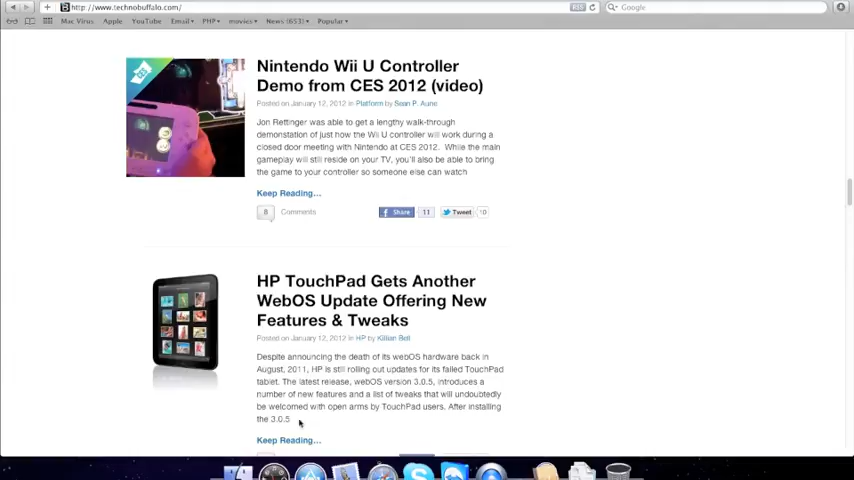 http://www.technobuffalo.com/
RSS
Google
Mac Virus Apple YouTube Email PHP movies News (653) Popular
Nintendo Wii U Controller
Demo from CES 2012 (video)
Posted on January 12, 2012 in Platform by Sean P. Aune
Jon Rettinger was able to get a lengthy walk-through
demonstration of just how the Wii U controller will work during a
closed door meeting with Nintendo at CES 2012. While the main
gameplay will still reside on your TV, you'll also be able to bring
the game to your controller so someone else can watch
Keep Reading...
8 Comments Share 11 Tweet 10
HP TouchPad Gets Another
WebOS Update Offering New
Features & Tweaks
Posted on January 12, 2012 in HP by Killian Bell
Despite announcing the death of its webOS hardware back in
August, 2011, HP is still rolling out updates for its failed TouchPad
tablet. The latest release, webOS version 3.0.5, introduces a
number of new features and a list of tweaks that will undoubtedly
be welcomed with open arms by TouchPad users. After installing
the 3.0.5
Keep Reading...